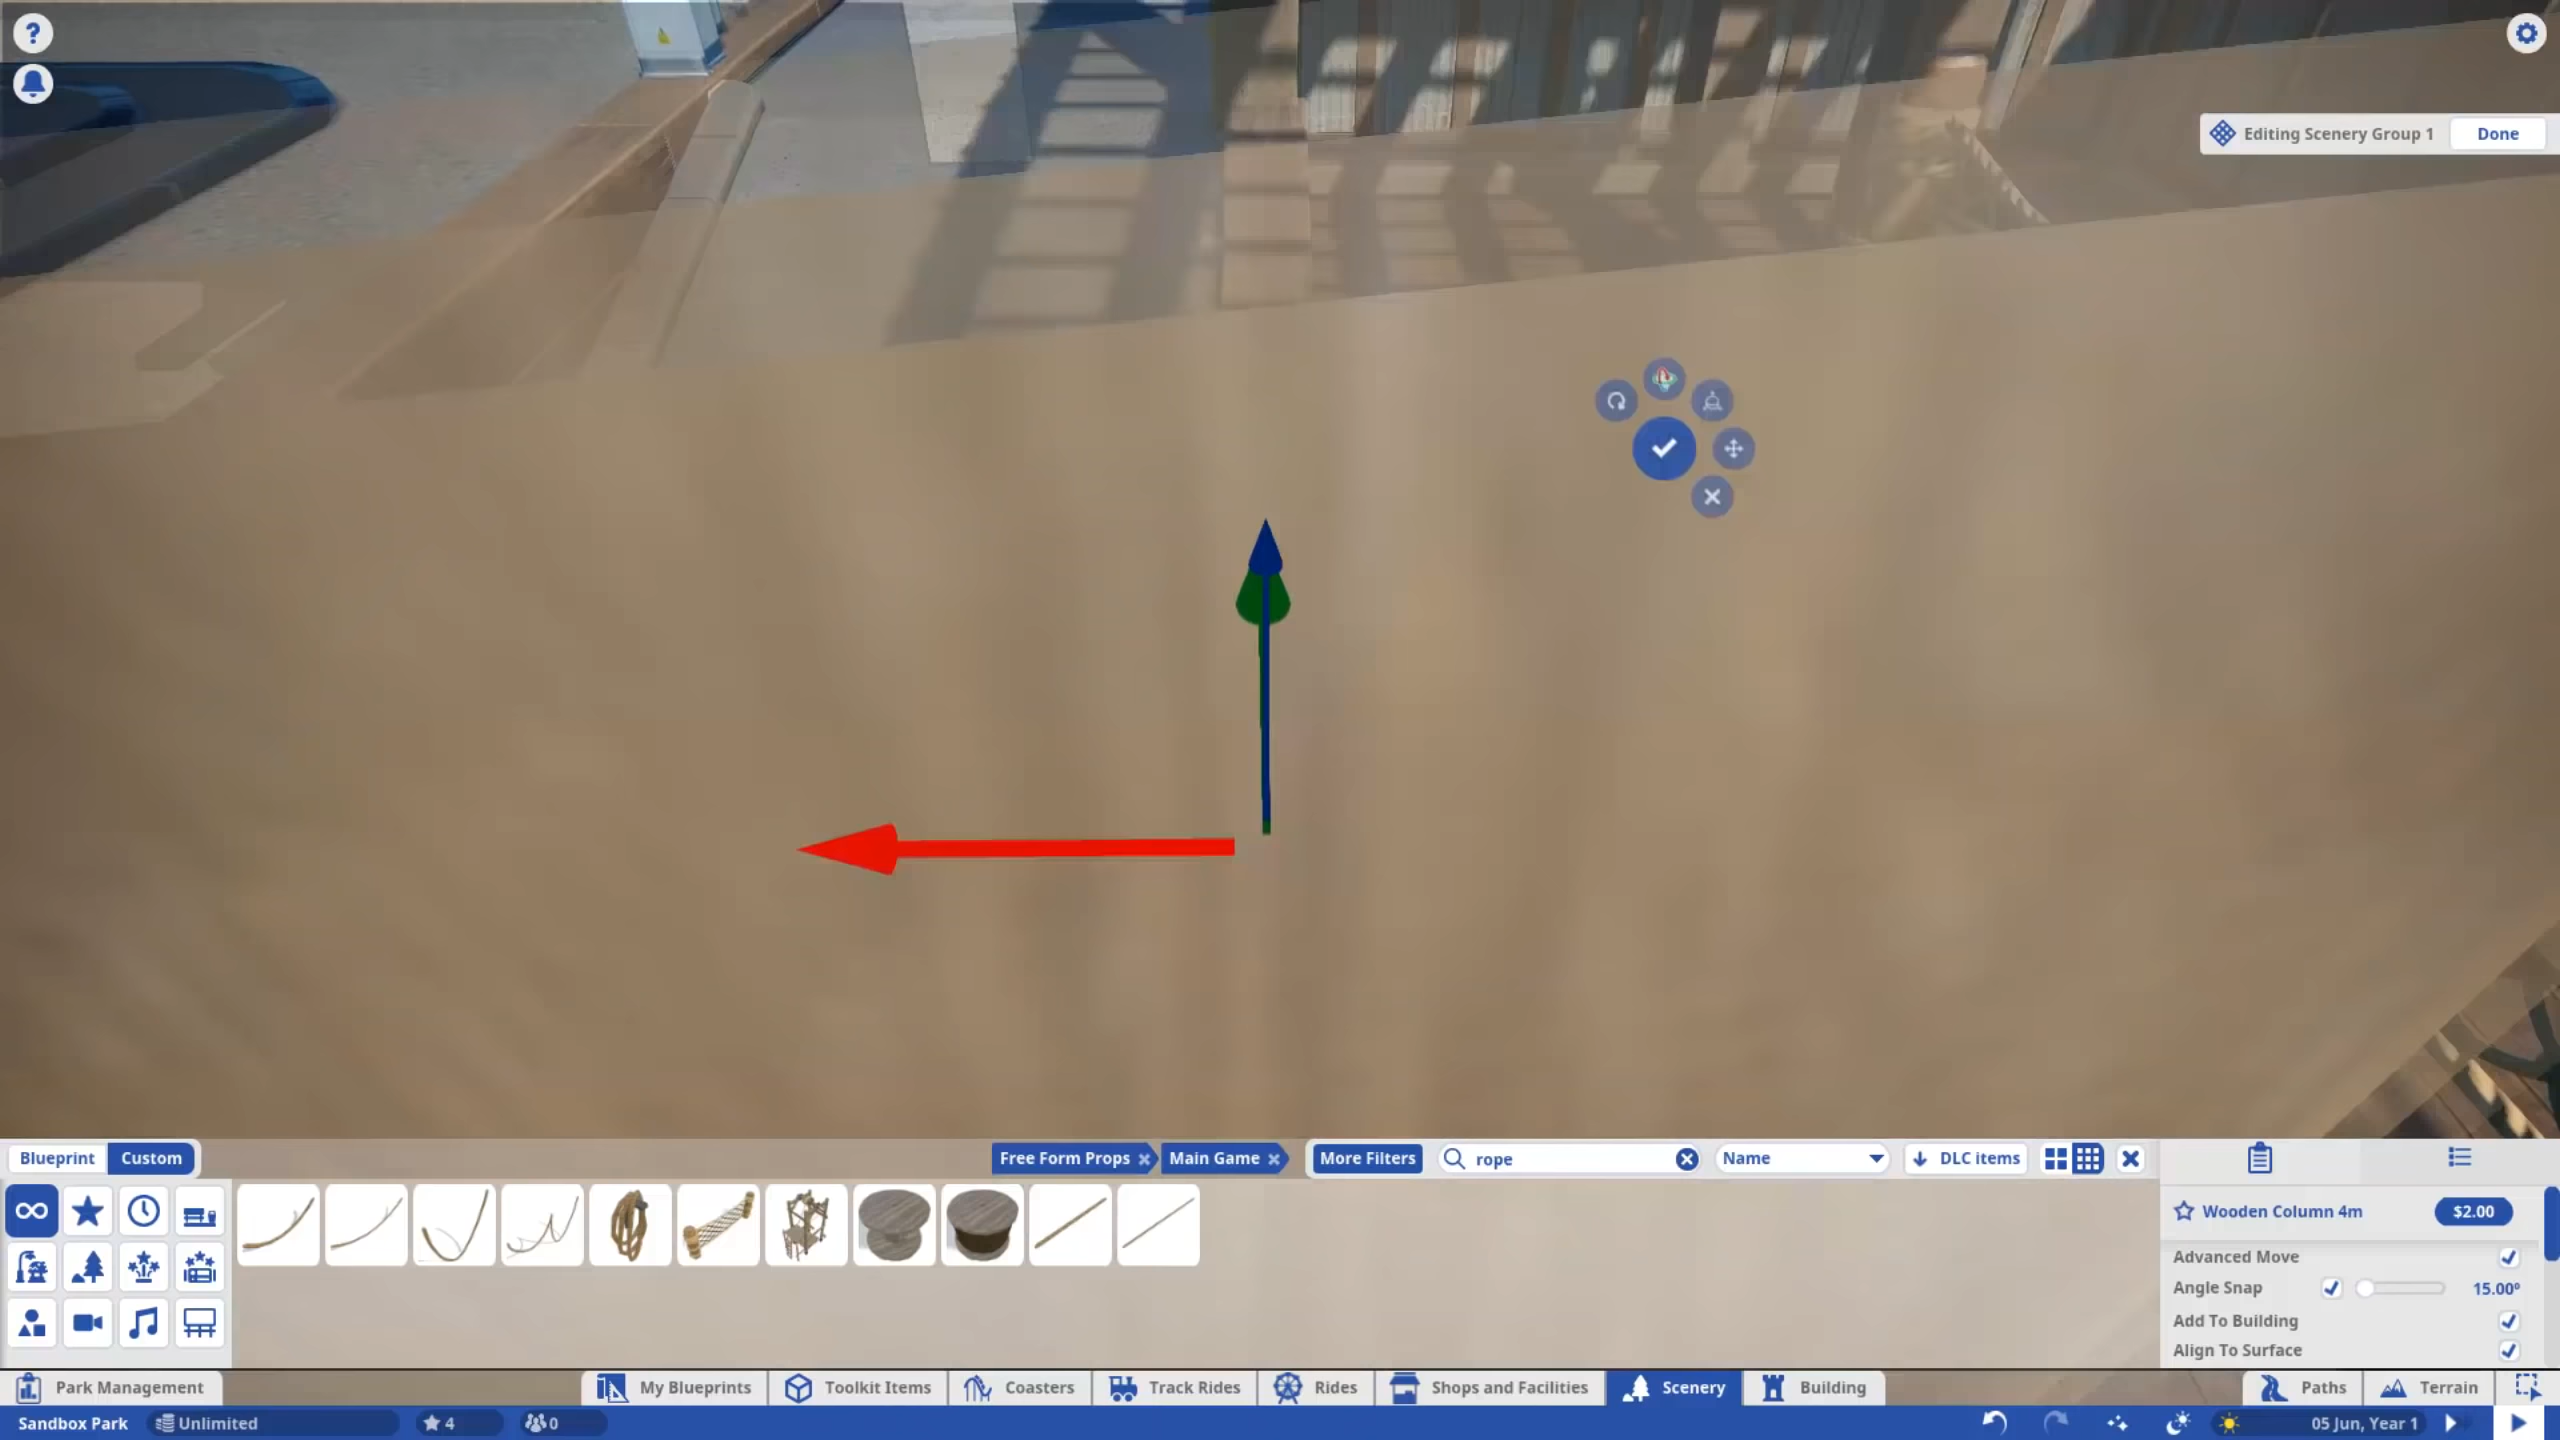 ?
Editing Scenery Group 1 Done
Blueprint Custom
Free Form Props Main Game More Filters rope Name DLC items
Wooden Column 4m $2.00
Advanced Move
Angle Snap 15.00°
Add To Building
Align To Surface
Park Management My Blueprints Toolkit Items Coasters Track Rides Rides Shops and Facilities Scenery Building Paths Terrain
Sandbox Park Unlimited 4 0 05 Jun, Year 1